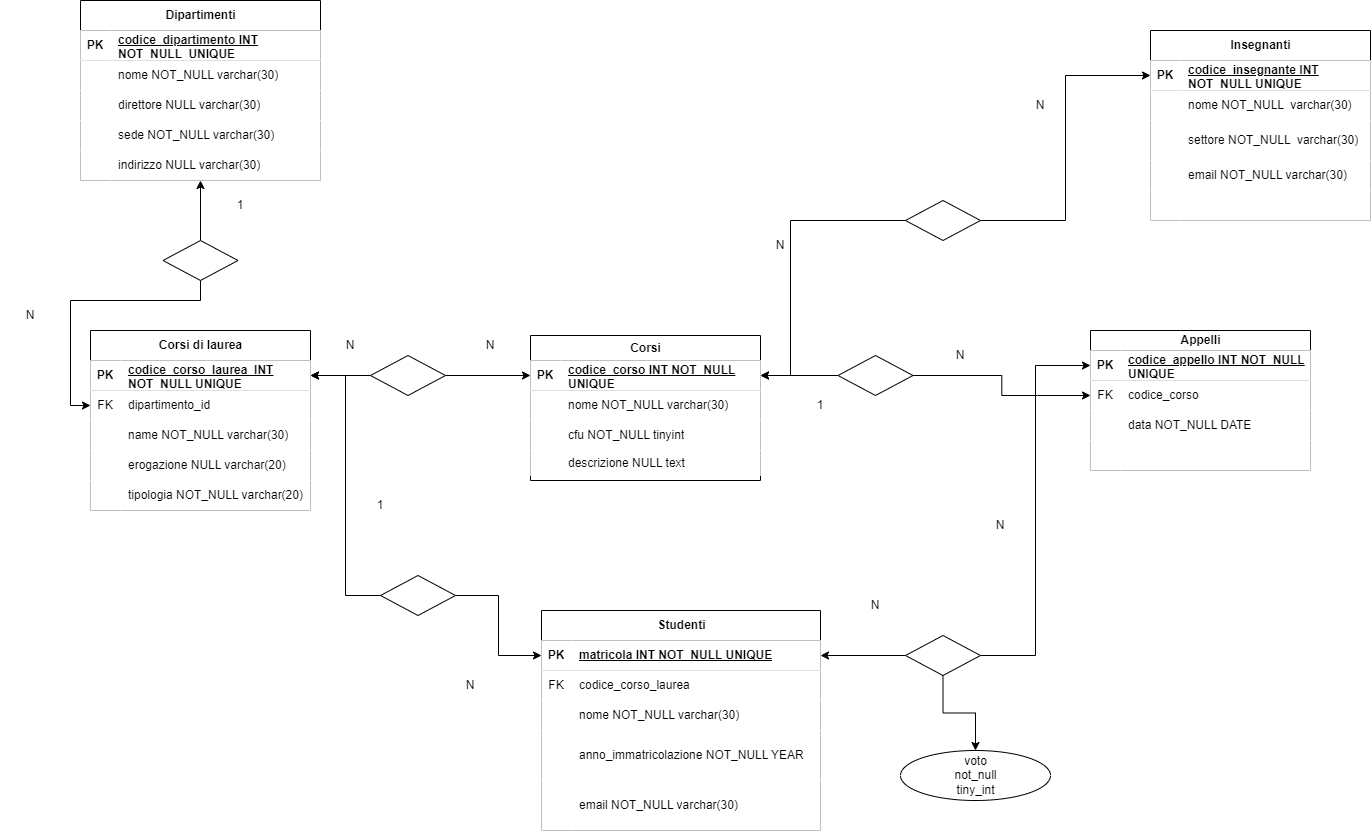 Dipartimenti
PK codice_dipartimento INT
NOT_NULL UNIQUE
nome NOT_NULL varchar(30)
direttore NULL varchar(30)
sede NOT_NULL varchar(30)
indirizzo NULL varchar(30)
1
N
Insegnanti
PK codice_insegnante INT
NOT_NULL UNIQUE
nome NOT_NULL varchar(30)
settore NOT_NULL varchar(30)
email NOT_NULL varchar(30)
N
N
Corsi di laurea
PK codice_corso_laurea INT
NOT_NULL UNIQUE
FK dipartimento_id
name NOT_NULL varchar(30)
erogazione NULL varchar(20)
tipologia NOT_NULL varchar(20)
N
N
Corsi
PK codice_corso INT NOT_NULL
UNIQUE
nome NOT_NULL varchar(30)
cfu NOT_NULL tinyint
descrizione NULL text
1
N
Appelli
PK codice_appello INT NOT_NULL
UNIQUE
FK codice_corso
data NOT_NULL DATE
1
N
Studenti
PK matricola INT NOT_NULL UNIQUE
FK codice_corso_laurea
nome NOT_NULL varchar(30)
anno_immatricolazione NOT_NULL YEAR
email NOT_NULL varchar(30)
N
N
voto
not_null
tiny_int